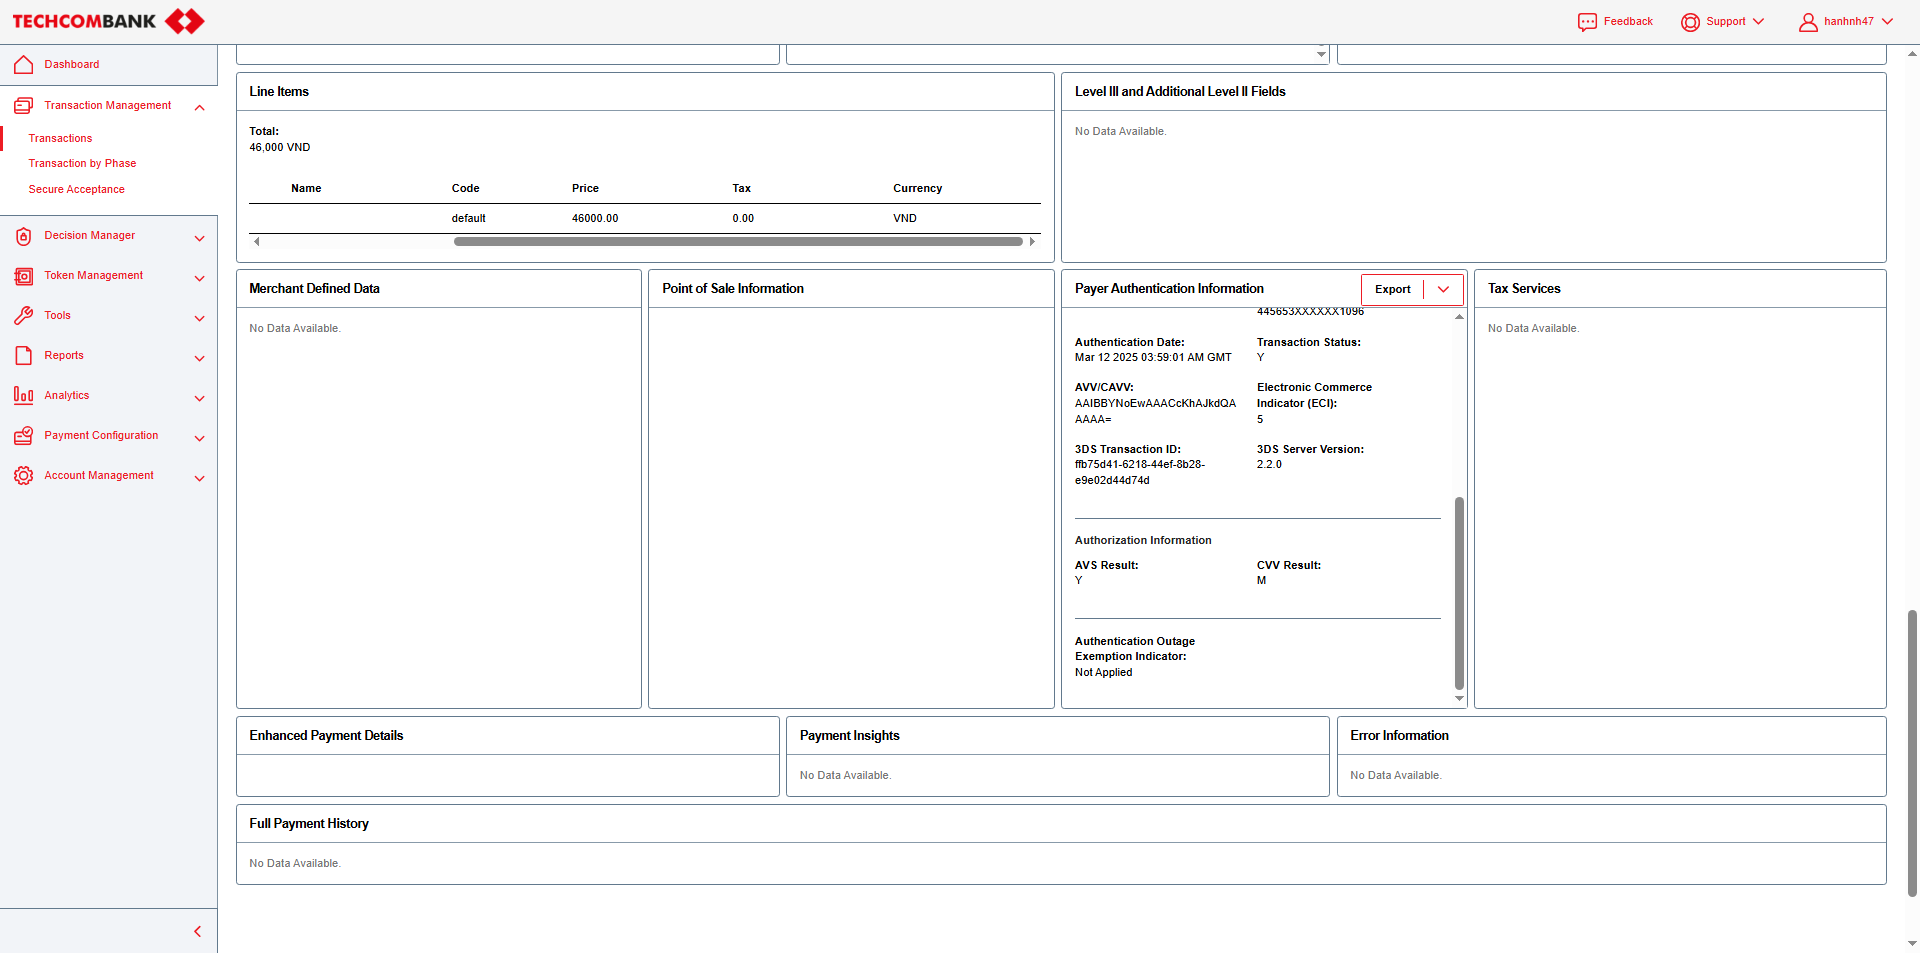 TECHCOMBANK
Feedback
Support
hanhnh47
Dashboard
Transaction Management
Transactions
Transaction by Phase
Secure Acceptance
Decision Manager
Token Management
Tools
Reports
Analytics
Payment Configuration
Account Management
Line Items
Total:
46,000 VND
Name Code Price Tax Currency
default 46000.00 0.00 VND
Level III and Additional Level II Fields
No Data Available.
Merchant Defined Data
No Data Available.
Point of Sale Information
Payer Authentication Information
Export
445653XXXXXX1096
Authentication Date:
Mar 12 2025 03:59:01 AM GMT
Transaction Status:
Y
AVV/CAVV:
AAIBBYNoEwAAACcKhAJkdQA
AAAA=
Electronic Commerce
Indicator (ECI):
5
3DS Transaction ID:
ffb75d41-6218-44ef-8b28-
e9e02d44d74d
3DS Server Version:
2.2.0
Authorization Information
AVS Result:
Y
CVV Result:
M
Authentication Outage
Exemption Indicator:
Not Applied
Tax Services
No Data Available.
Enhanced Payment Details
Payment Insights
No Data Available.
Error Information
No Data Available.
Full Payment History
No Data Available.